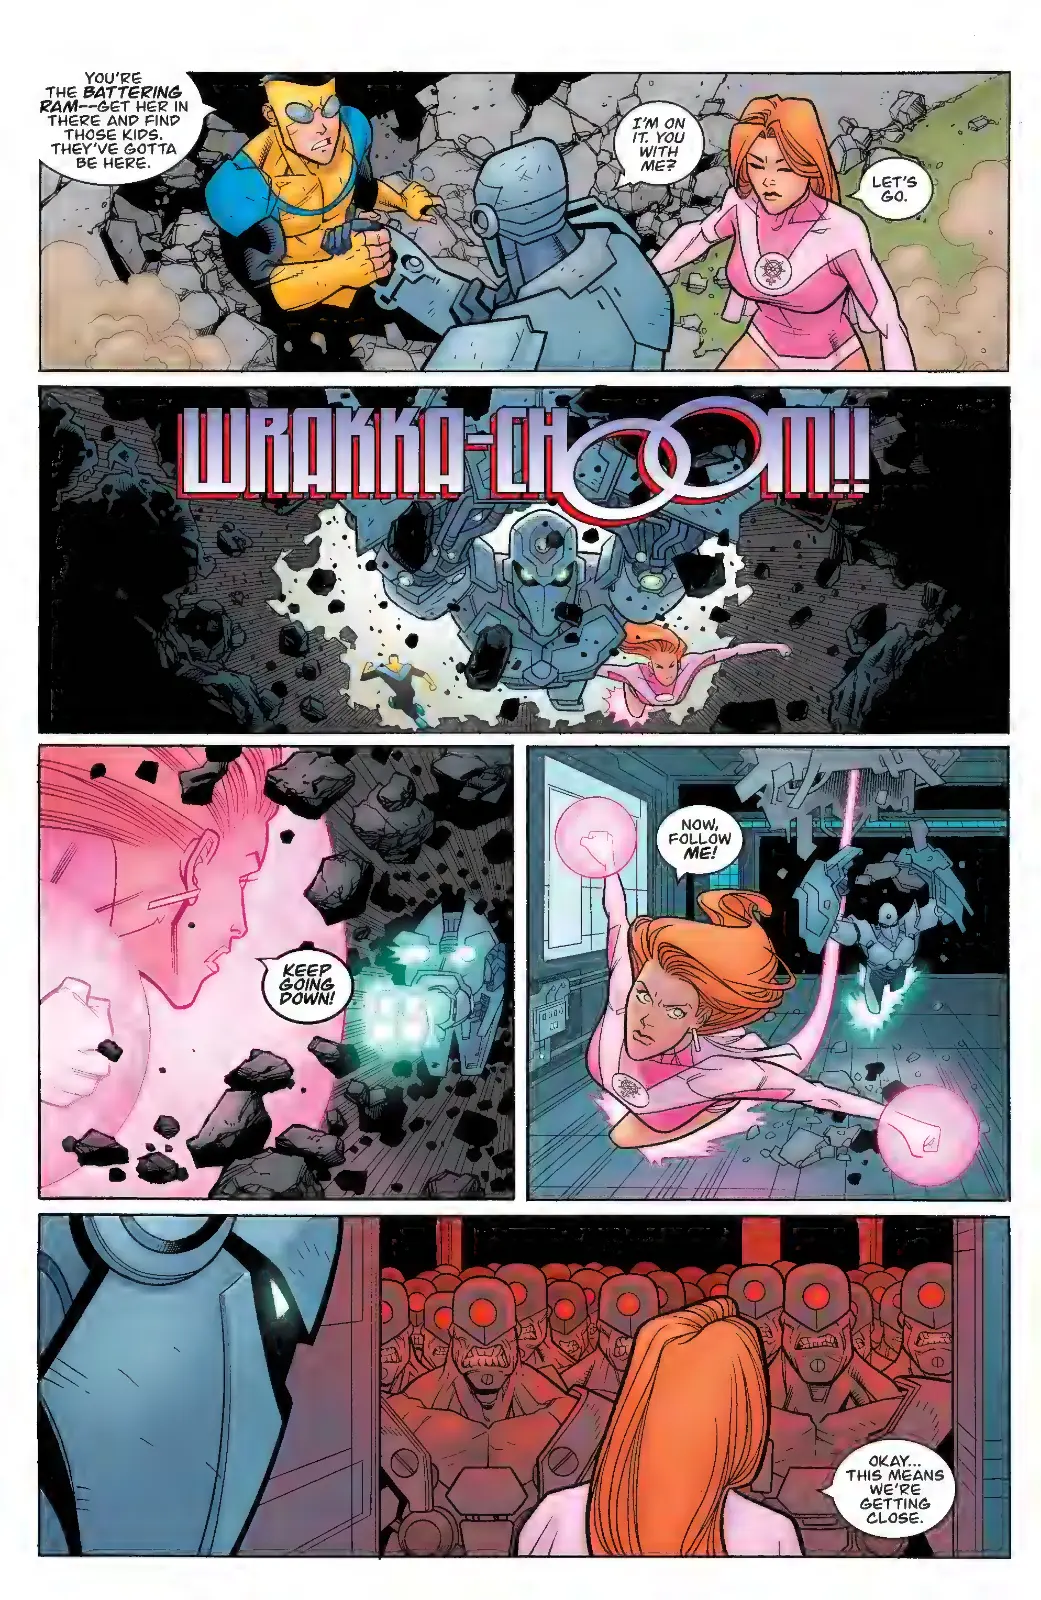 YOU'RE
THE BATTERING
RAM--GET HER IN
THERE AND FIND
THOSE KIDS.
THEY'VE GOTTA
BE HERE.
I'M ON
IT. YOU
WITH
ME?
LET'S
GO.
WRAKKA-CHOOOM!!
KEEP
GOING
DOWN!
NOW,
FOLLOW
ME!
OKAY...
THIS MEANS
WE'RE
GETTING
CLOSE.